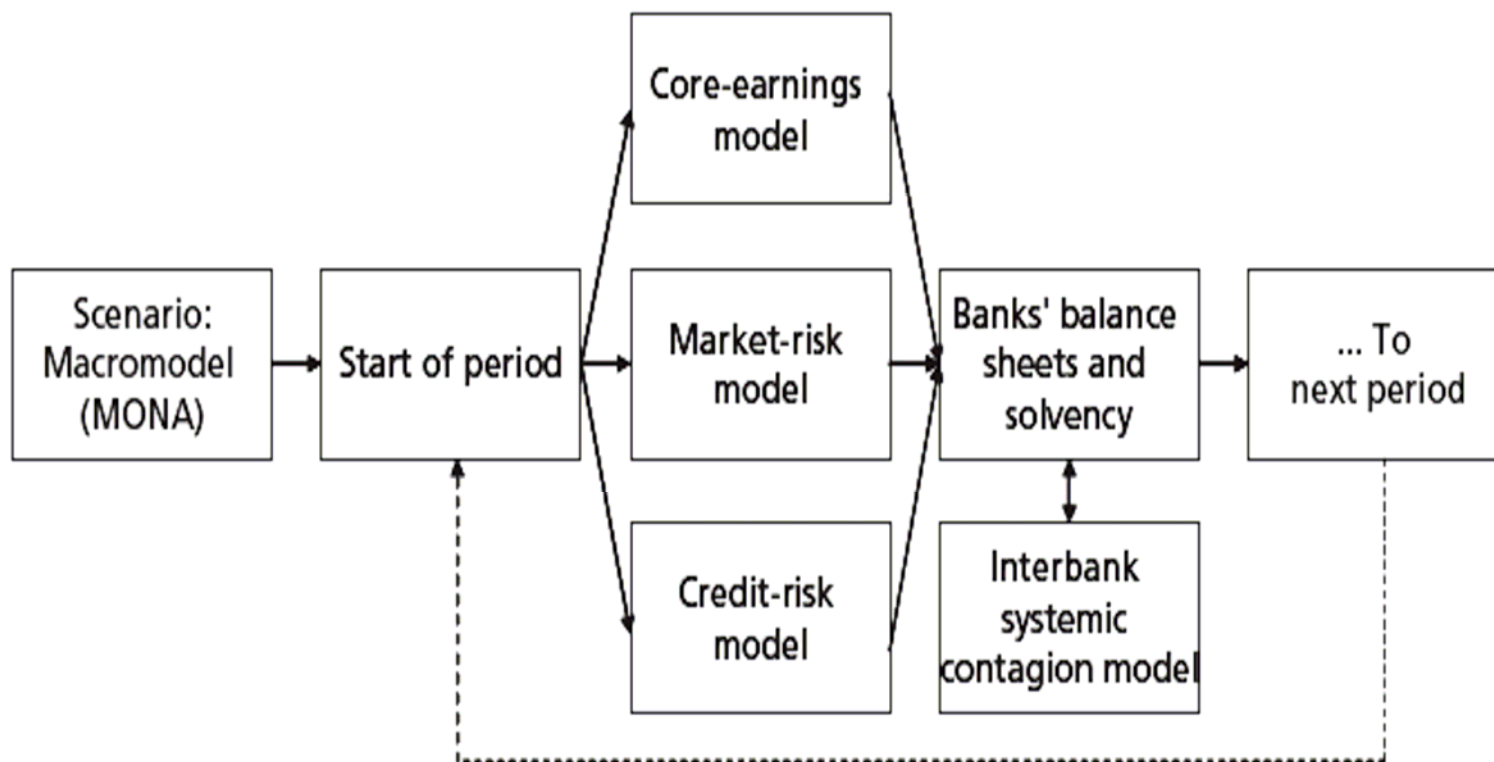 Core-earnings
model
Scenario:
Macromodel
(MONA)
Start of period
Market-risk
model
Banks' balance
sheets and
solvency
... To
next period
Credit-risk
model
Interbank
systemic
contagion model